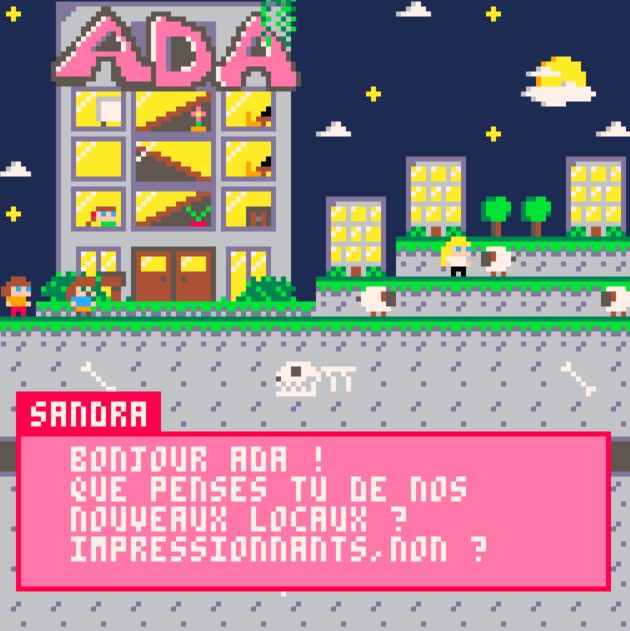 ADA
SANDRA
BONJOUR ADA !
QUE PENSES TU DE NOS
NOUVEAUX LOCAUX ?
IMPRESSIONNANTS,NON ?